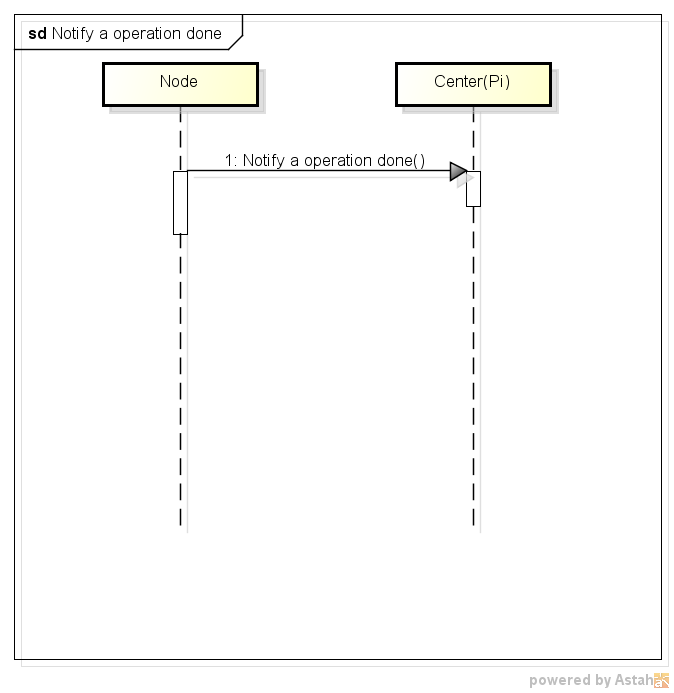 sd Notify a operation done
Node
Center(Pi)
1: Notify a operation done()
powered by Astah